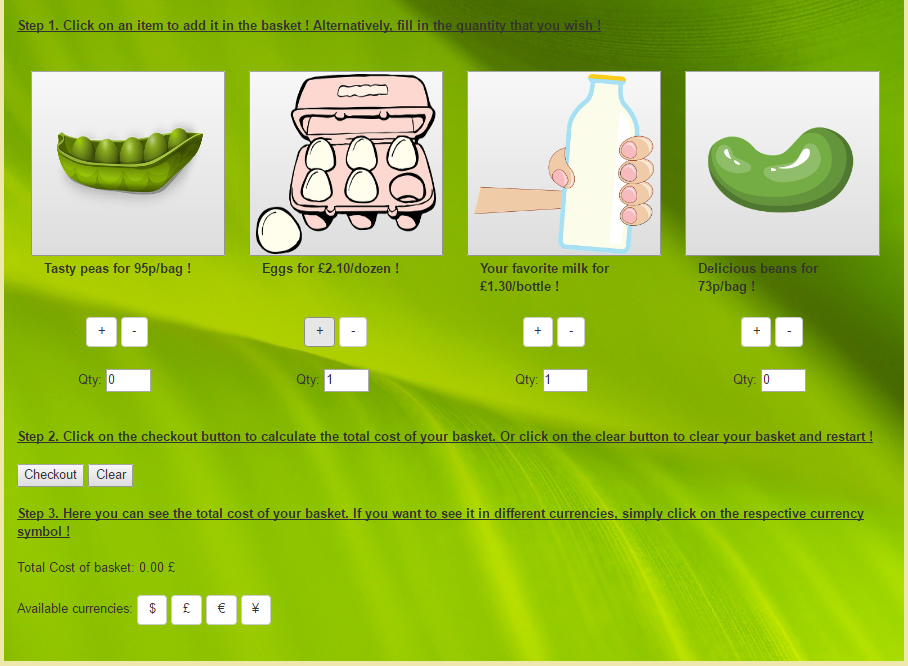 Step 1. Click on an item to add it in the basket ! Alternatively, fill in the quantity that you wish !
Tasty peas for 95p/bag !
Eggs for £2.10/dozen !
Your favorite milk for
£1.30/bottle !
Delicious beans for
73p/bag !
+ - + - + - + -
Qty: 0 Qty: 1 Qty: 1 Qty: 0
Step 2. Click on the checkout button to calculate the total cost of your basket. Or click on the clear button to clear your basket and restart !
Checkout Clear
Step 3. Here you can see the total cost of your basket. If you want to see it in different currencies, simply click on the respective currency
symbol !
Total Cost of basket: 0.00 £
Available currencies: $ £ € ¥